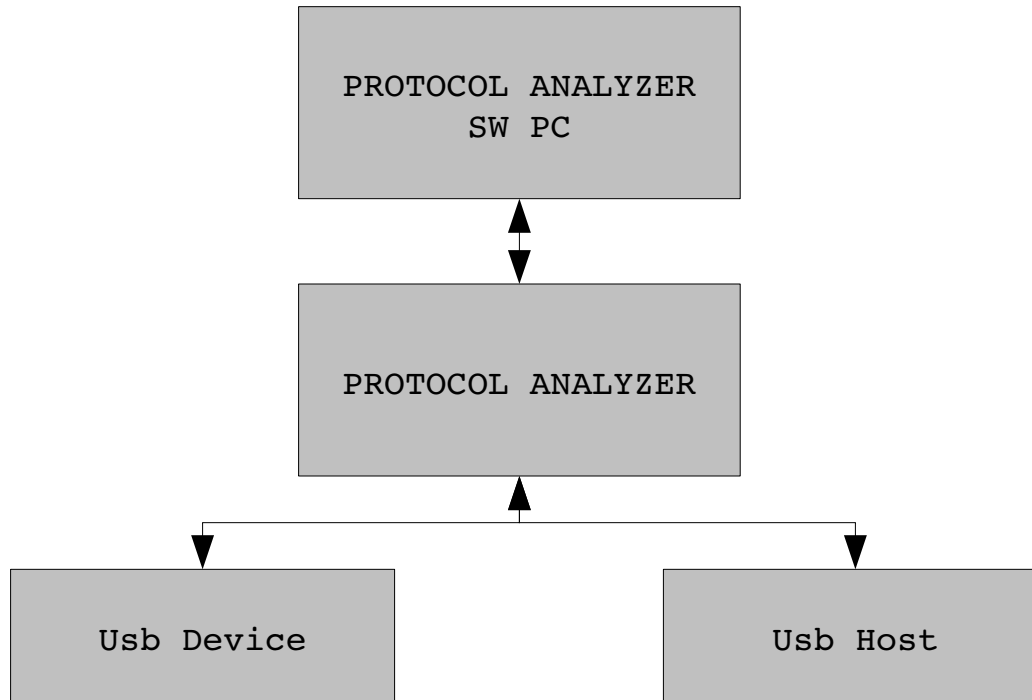 PROTOCOL ANALYZER
SW PC
PROTOCOL ANALYZER
Usb Device
Usb Host